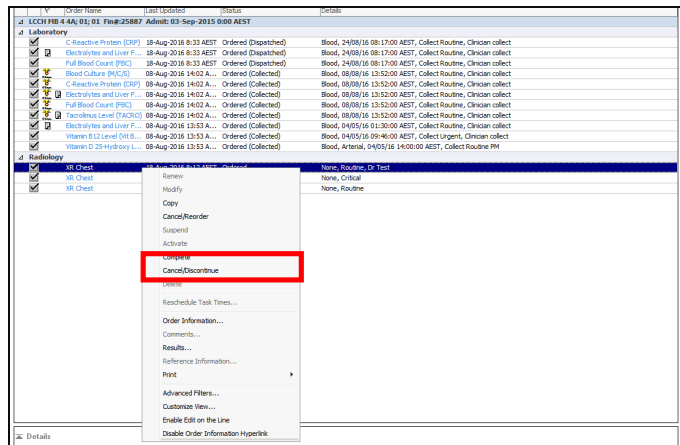 Order Name Last Updated Status Details
LCCH MB 4 4A; 01; 01 Fin#:25887 Admit: 03-Sep-2015 0:00 AEST
Laboratory
C-Reactive Protein (CRP) 18-Aug-2016 8:33 AEST Ordered (Dispatched) Blood, 24/08/16 08:17:00 AEST, Collect Routine, Clinician collect
Electrolytes and Liver F... 18-Aug-2016 8:33 AEST Ordered (Dispatched) Blood, 24/08/16 08:17:00 AEST, Collect Routine, Clinician collect
Full Blood Count (FBC) 18-Aug-2016 8:33 AEST Ordered (Dispatched) Blood, 24/08/16 08:17:00 AEST, Collect Routine, Clinician collect
Blood Culture (M/C/S) 08-Aug-2016 14:02 A... Ordered (Collected) Blood, 08/08/16 13:52:00 AEST, Collect Routine, Clinician collect
C-Reactive Protein (CRP) 08-Aug-2016 14:02 A... Ordered (Collected) Blood, 08/08/16 13:52:00 AEST, Collect Routine, Clinician collect
Electrolytes and Liver F... 08-Aug-2016 14:02 A... Ordered (Collected) Blood, 08/08/16 13:52:00 AEST, Collect Routine, Clinician collect
Full Blood Count (FBC) 08-Aug-2016 14:02 A... Ordered (Collected) Blood, 08/08/16 13:52:00 AEST, Collect Routine, Clinician collect
Tacrolimus Level (TACRO) 08-Aug-2016 14:02 A... Ordered (Collected) Blood, 08/08/16 13:52:00 AEST, Collect Routine, Clinician collect
Electrolytes and Liver F... 08-Aug-2016 13:53 A... Ordered (Collected) Blood, 04/05/16 01:30:00 AEST, Collect Routine, Clinician collect
Vitamin B12 Level (Vit B... 08-Aug-2016 13:53 A... Ordered (Collected) Blood, 04/05/16 09:46:00 AEST, Collect Urgent, Clinician collect
Vitamin D 25-Hydroxy L... 08-Aug-2016 13:53 A... Ordered (Collected) Blood, Arterial, 04/05/16 14:00:00 AEST, Collect Routine PM
Radiology
XR Chest 18-Aug-2016 8:12 AEST Ordered None, Routine, Dr Test
XR Chest None, Critical
XR Chest None, Routine
Renew
Modify
Copy
Cancel/Reorder
Suspend
Activate
Complete
Cancel/Discontinue
Delete
Reschedule Task Times...
Order Information...
Comments...
Results...
Reference Information...
Print
Advanced Filters...
Customize View...
Enable Edit on the Line
Disable Order Information Hyperlink
Details